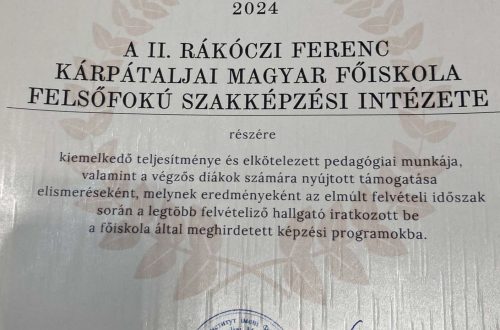 2024
A II. RÁKÓCZI FERENC
KÁRPÁTALJAI MAGYAR FŐISKOLA
FELSŐFOKÚ SZAKKÉPZÉSI INTÉZETE
részére
kiemelkedő teljesítménye és elkötelezett pedagógiai munkája,
valamint a végzős diákok számára nyújtott támogatása
elismeréseként, melynek eredményeként az elmúlt felvételi időszak
során a legtöbb felvételiző hallgató iratkozott be
a főiskola által meghirdetett képzési programokba.